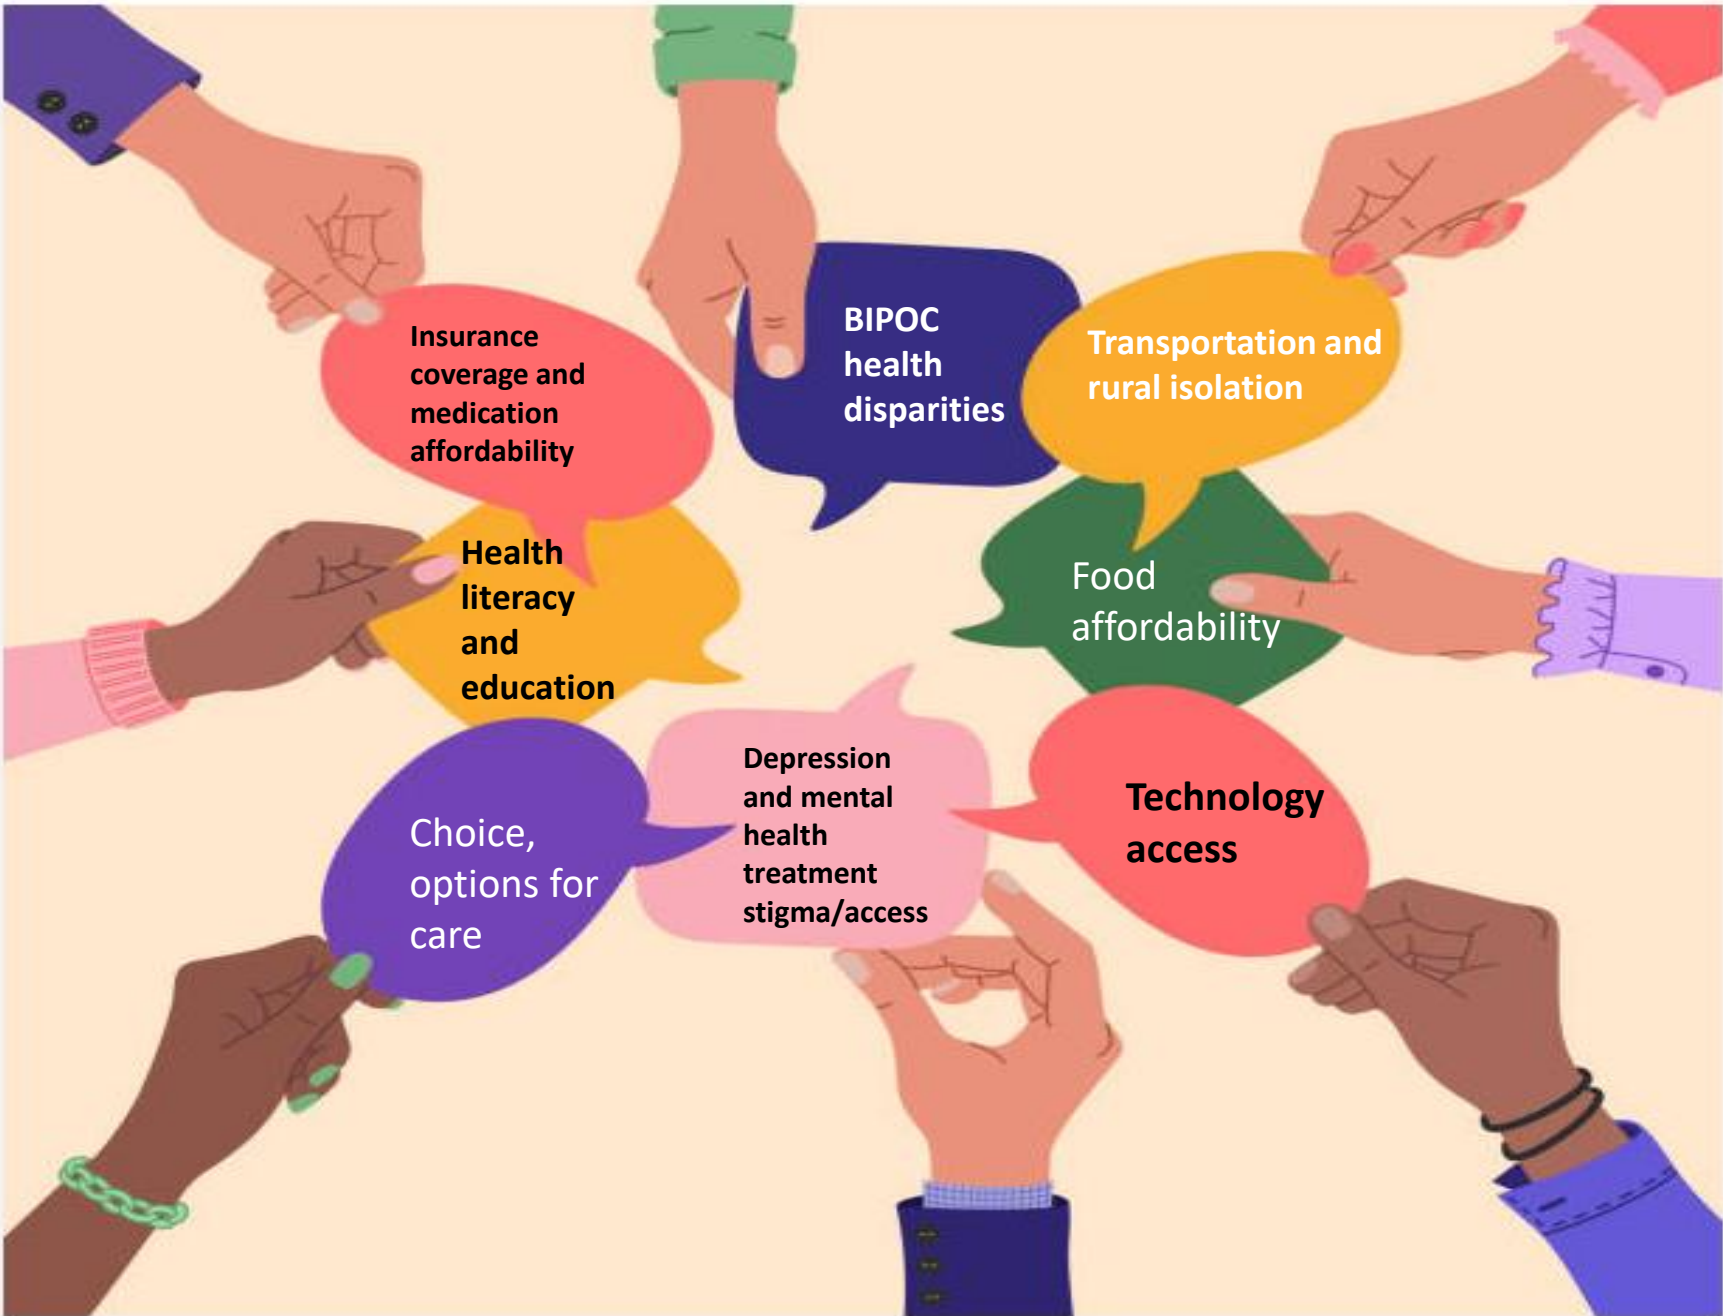 Insurance
coverage and
medication
affordability
BIPOC
health
disparities
Transportation and
rural isolation
Health
literacy
and
education
Food
affordability
Choice,
options for
care
Depression
and mental
health
treatment
stigma/access
Technology
access